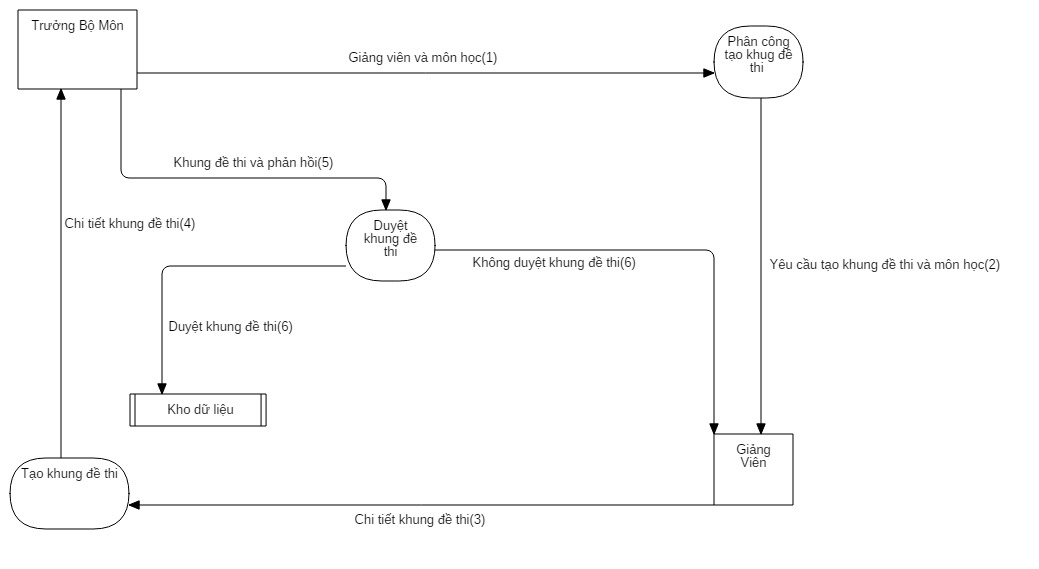 Trưởng Bộ Môn
Giảng viên và môn học(1)
Phân công
tạo khug đề
thi
Khung đề thi và phản hồi(5)
Chi tiết khung đề thi(4)
Duyệt
khung đề
thi
Không duyệt khung đề thi(6)
Yêu cầu tạo khung đề thi và môn học(2)
Duyệt khung đề thi(6)
Kho dữ liệu
Giảng
Viên
Tạo khung đề thi
Chi tiết khung đề thi(3)